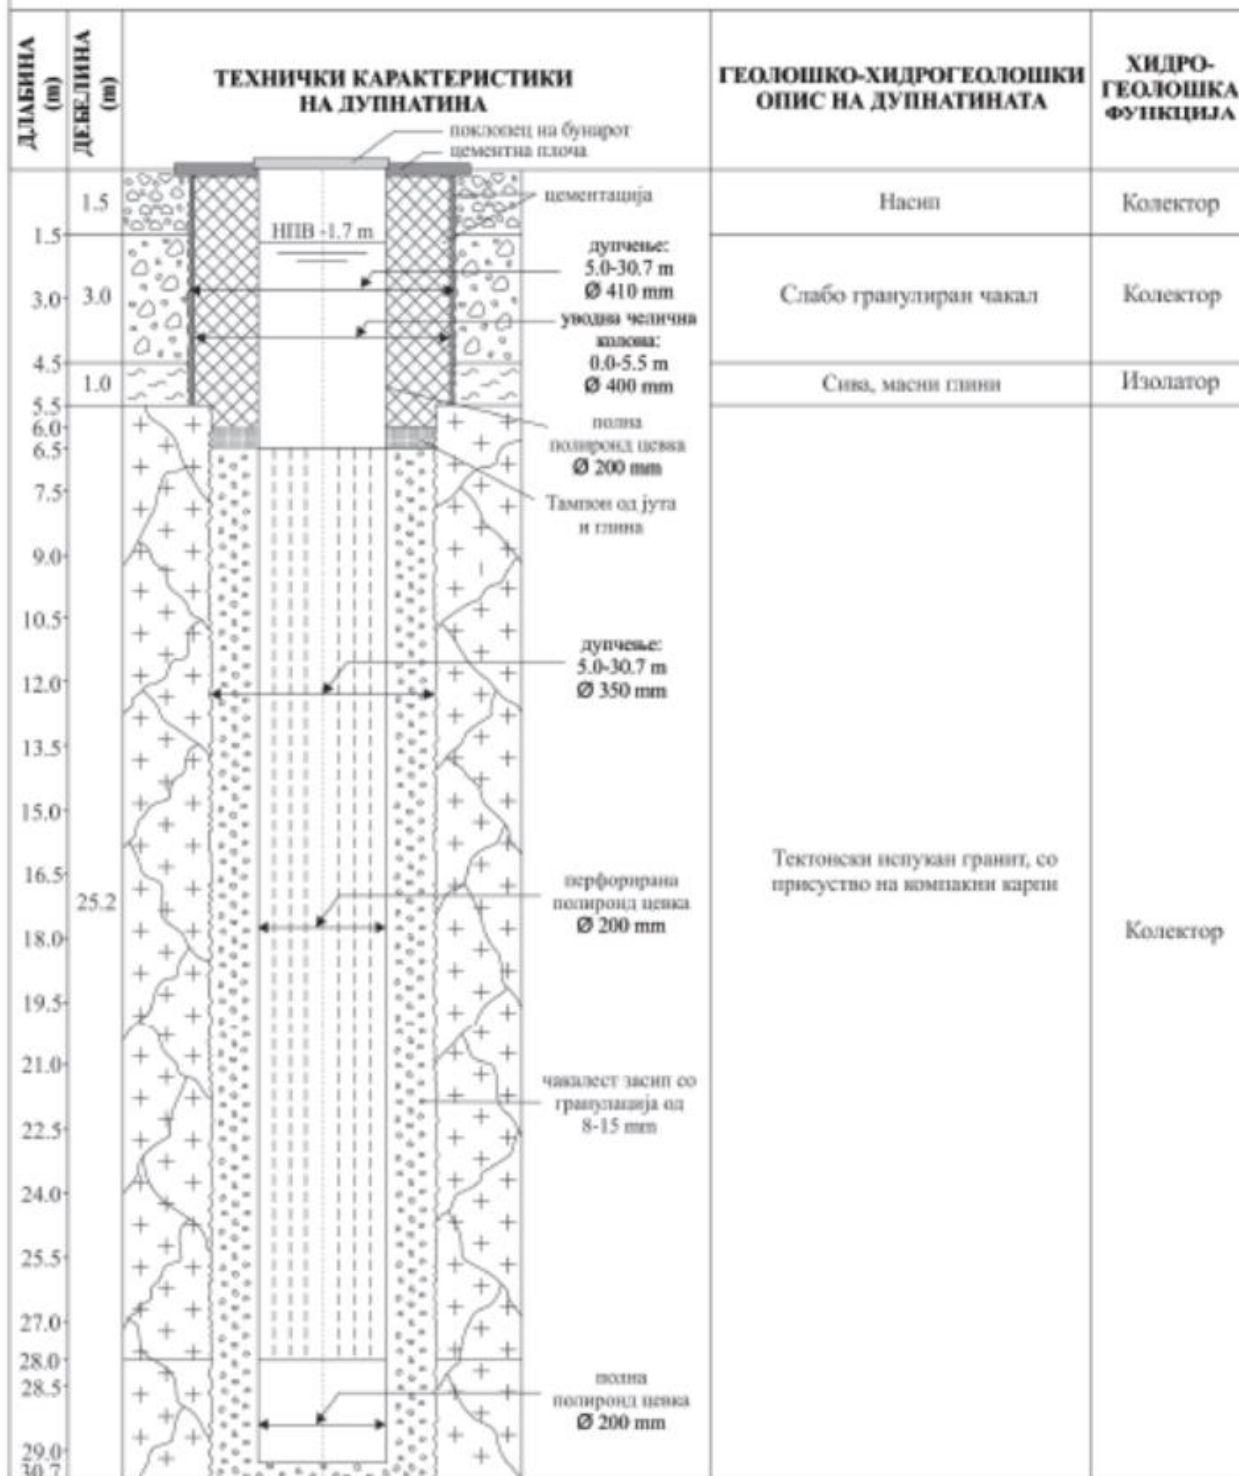 ДЛАБИНА
(m)
ДЕБЕЛИНА
(m)
ТЕХНИЧКИ КАРАКТЕРИСТИКИ
НА ДУПНАТИНА
ГЕОЛОШКО-ХИДРОГЕОЛОШКИ
ОПИС НА ДУПНАТИНАТА
ХИДРО-
ГЕОЛОШКА
ФУНКЦИЈА
поклопец на бунарот
цементна плоча
1.5
цементација
Насип
Колектор
1.5
НПВ -1.7 m
дупчење:
5.0-30.7 m
Ø 410 mm
3.0
3.0
Слабо гранулиран чакал
Колектор
уводна челична
колона:
0.0-5.5 m
Ø 400 mm
4.5
1.0
Сива, масни глини
Изолатор
5.5
6.0
6.5
полна
полиронд цевка
Ø 200 mm
7.5
Тампон од јута
и глина
9.0
10.5
дупчење:
5.0-30.7 m
Ø 350 mm
12.0
13.5
15.0
16.5
Тектонски испукан гранит, со
присуство на компакни карпи
25.2
перфорирана
полиронд цевка
Ø 200 mm
18.0
Колектор
19.5
21.0
чакалест засип со
гранулација од
8-15 mm
22.5
24.0
25.5
27.0
28.0
28.5
полна
полиронд цевка
Ø 200 mm
29.0
30.7